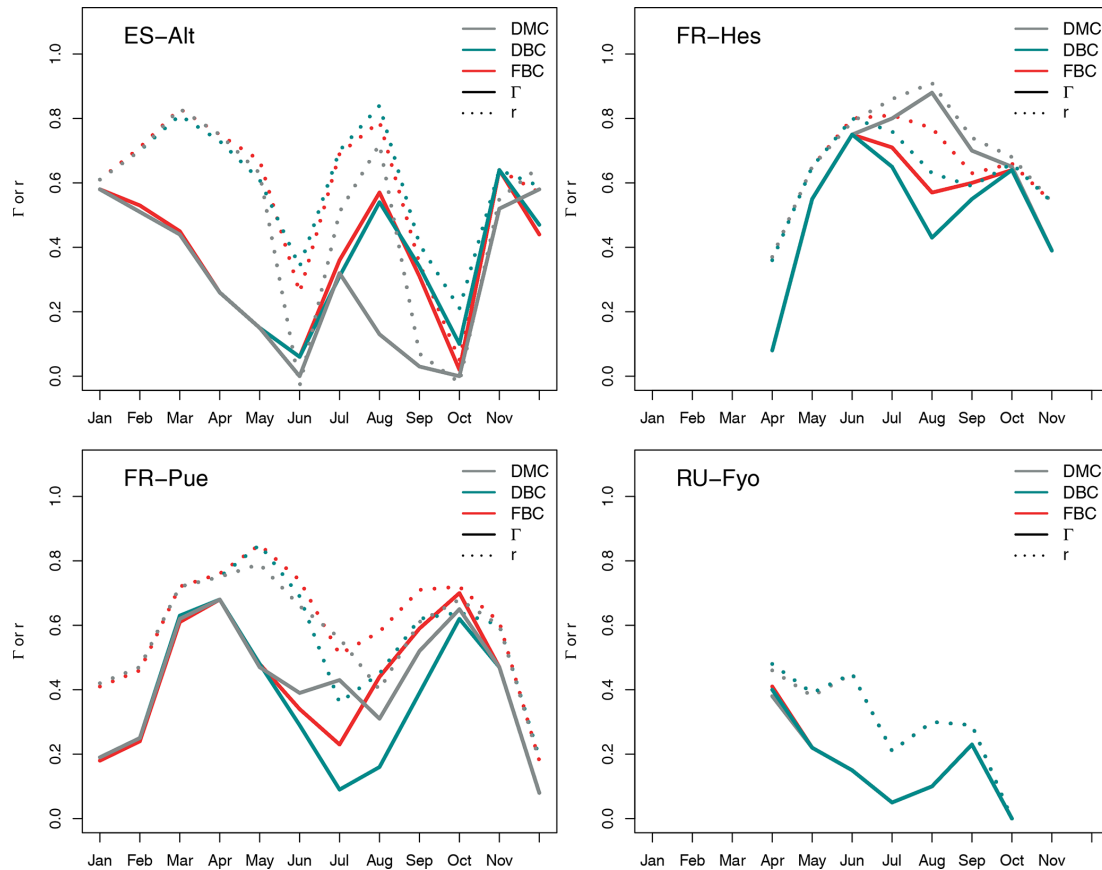 ES−Alt
DMC
DBC
FBC
Γ
r
Γ or r
1.0
0.8
0.6
0.4
0.2
0.0
Jan Feb Mar Apr May Jun Jul Aug Sep Oct Nov
FR−Hes
DMC
DBC
FBC
Γ
r
Γ or r
1.0
0.8
0.6
0.4
0.2
0.0
Jan Feb Mar Apr May Jun Jul Aug Sep Oct Nov
FR−Pue
DMC
DBC
FBC
Γ
r
Γ or r
1.0
0.8
0.6
0.4
0.2
0.0
Jan Feb Mar Apr May Jun Jul Aug Sep Oct Nov
RU−Fyo
DMC
DBC
FBC
Γ
r
Γ or r
1.0
0.8
0.6
0.4
0.2
0.0
Jan Feb Mar Apr May Jun Jul Aug Sep Oct Nov